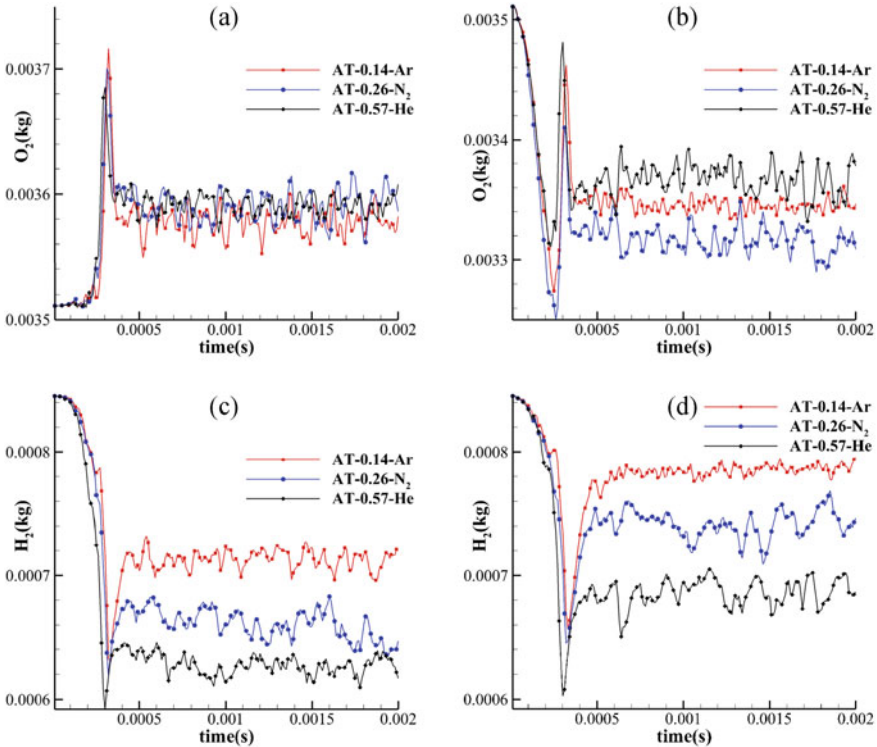 (a)
AT-0.14-Ar
AT-0.26-N₂
AT-0.57-He
O₂(kg)
0.0037
0.0036
0.0035
0.0005
0.001
0.0015
0.002
time(s)
(b)
AT-0.14-Ar
AT-0.26-N₂
AT-0.57-He
O₂(kg)
0.0035
0.0034
0.0033
0.0005
0.001
0.0015
0.002
time(s)
(c)
AT-0.14-Ar
AT-0.26-N₂
AT-0.57-He
H₂(kg)
0.0008
0.0007
0.0006
0.0005
0.001
0.0015
0.002
time(s)
(d)
AT-0.14-Ar
AT-0.26-N₂
AT-0.57-He
H₂(kg)
0.0008
0.0007
0.0006
0.0005
0.001
0.0015
0.002
time(s)